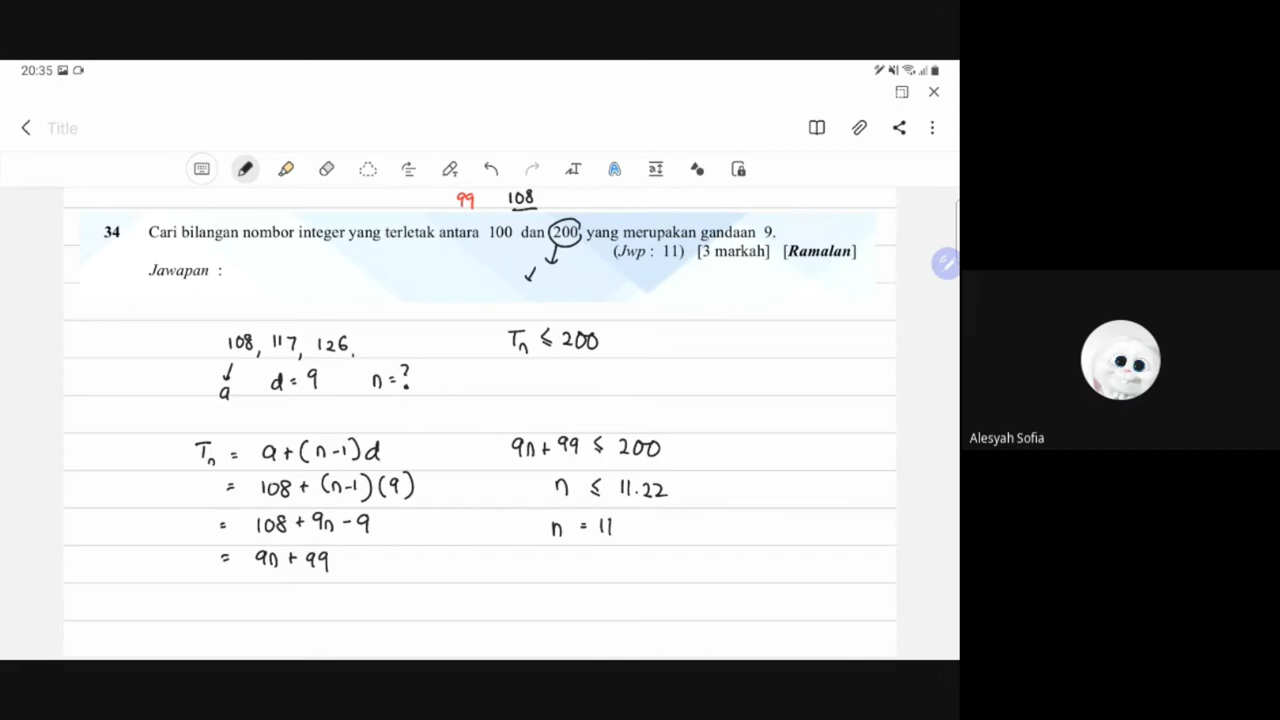 20:35
Title
99 108
34 Cari bilangan nombor integer yang terletak antara 100 dan 200, yang merupakan gandaan 9.
(Jwp : 11) [3 markah] [Ramalan]
Jawapan :
108, 117, 126,
Tn ≤ 200
a d = 9 n = ?
Tn = a + (n-1)d
= 108 + (n-1)(9)
= 108 + 9n - 9
= 9n + 99
9n + 99 ≤ 200
n ≤ 11.22
n = 11
Alesyah Sofia